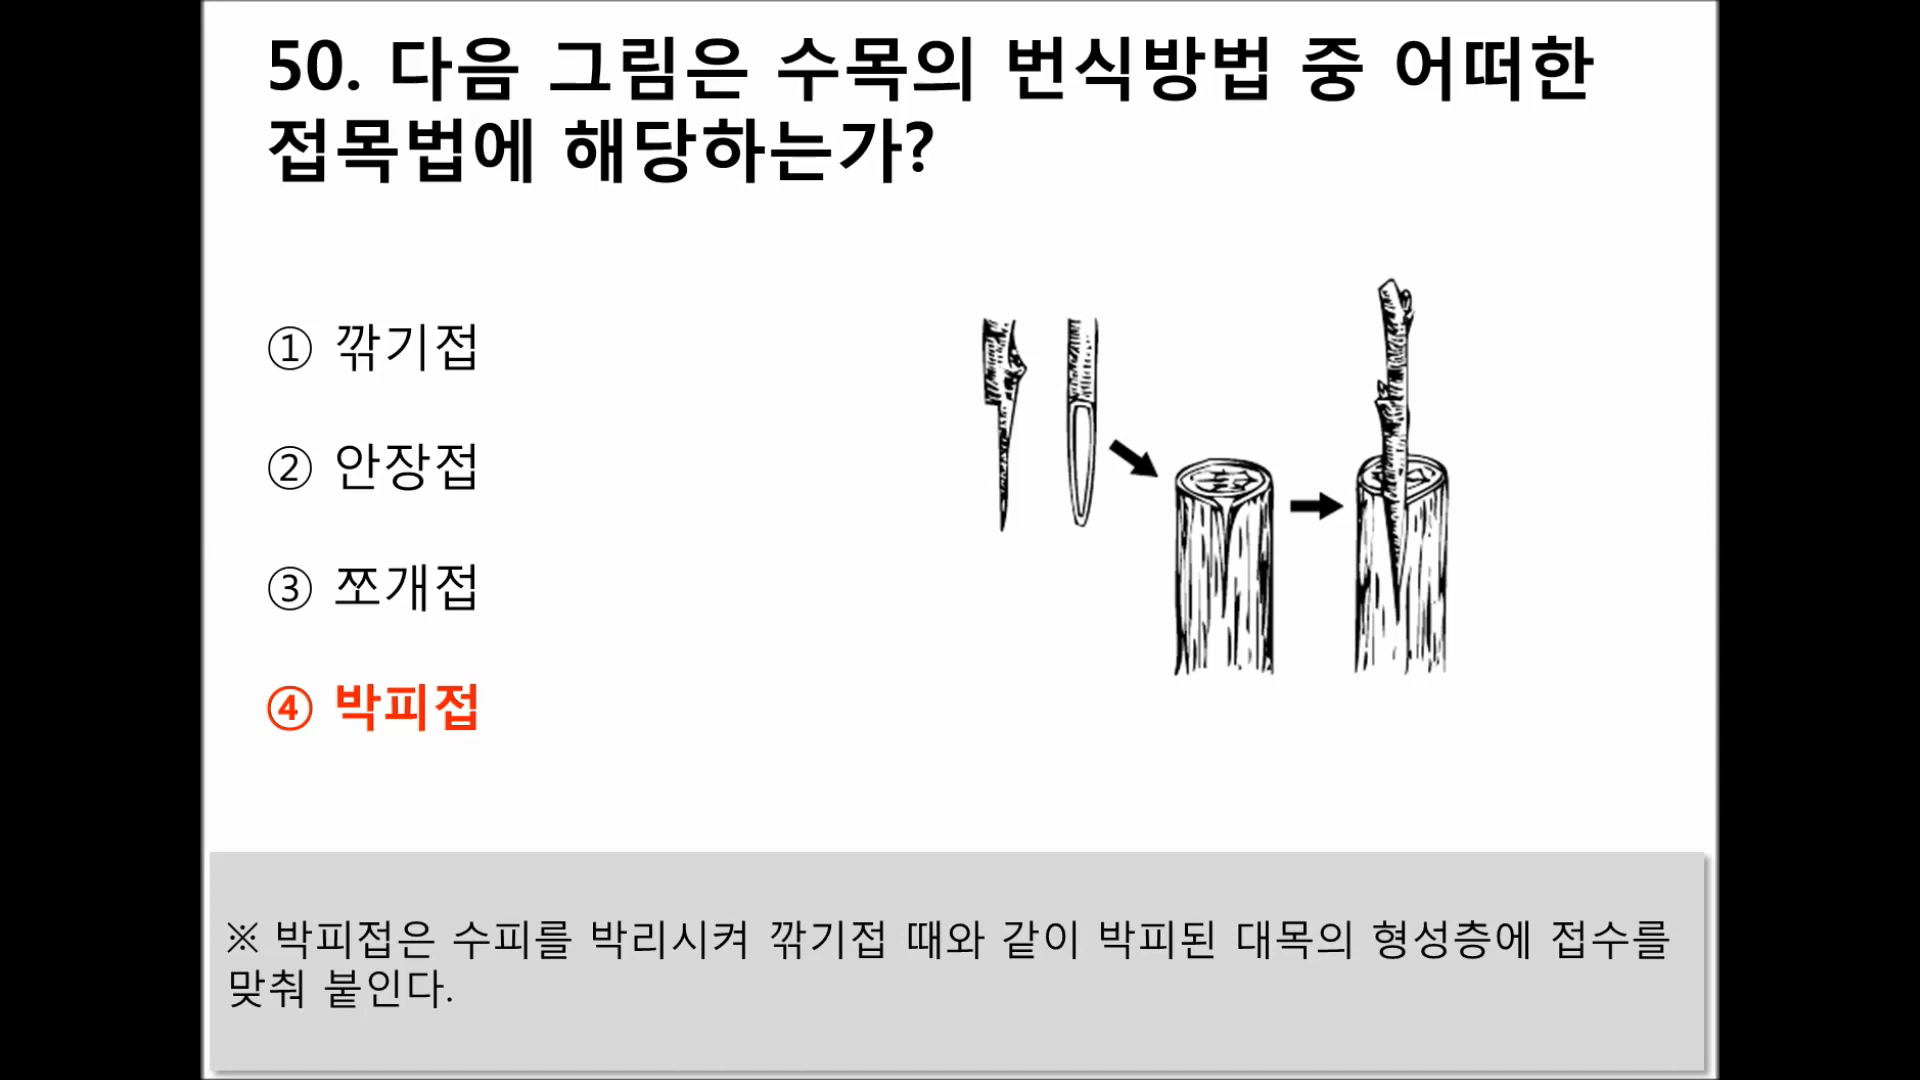 50. 다음 그림은 수목의 번식방법 중 어떠한
접목법에 해당하는가?
① 깎기접
② 안장접
③ 쪼개접
④ 박피접
※ 박피접은 수피를 박리시켜 깎기접 때와 같이 박피된 대목의 형성층에 접수를
맞춰 붙인다.